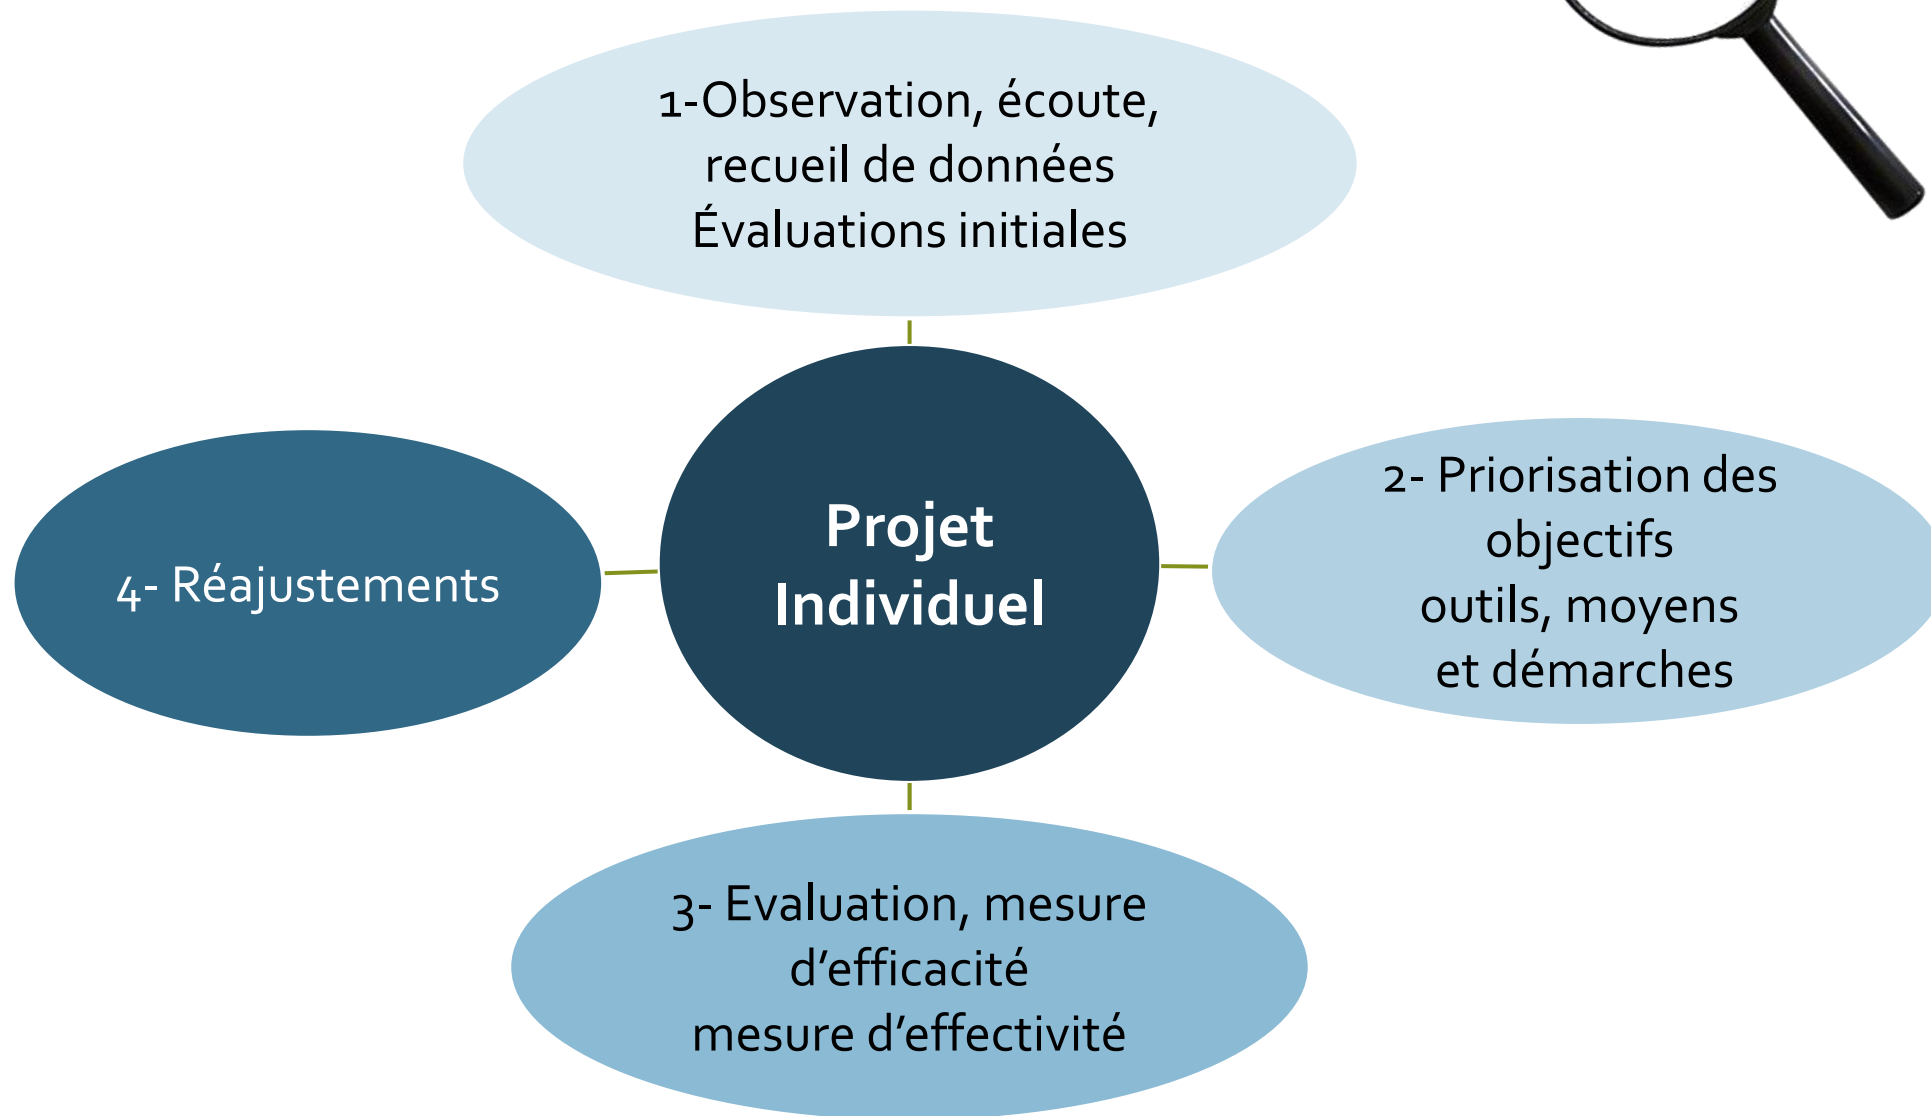 1-Observation, écoute,
recueil de données
Évaluations initiales
Projet
Individuel
2- Priorisation des
objectifs
outils, moyens
et démarches
3- Evaluation, mesure
d’efficacité
mesure d’effectivité
4- Réajustements